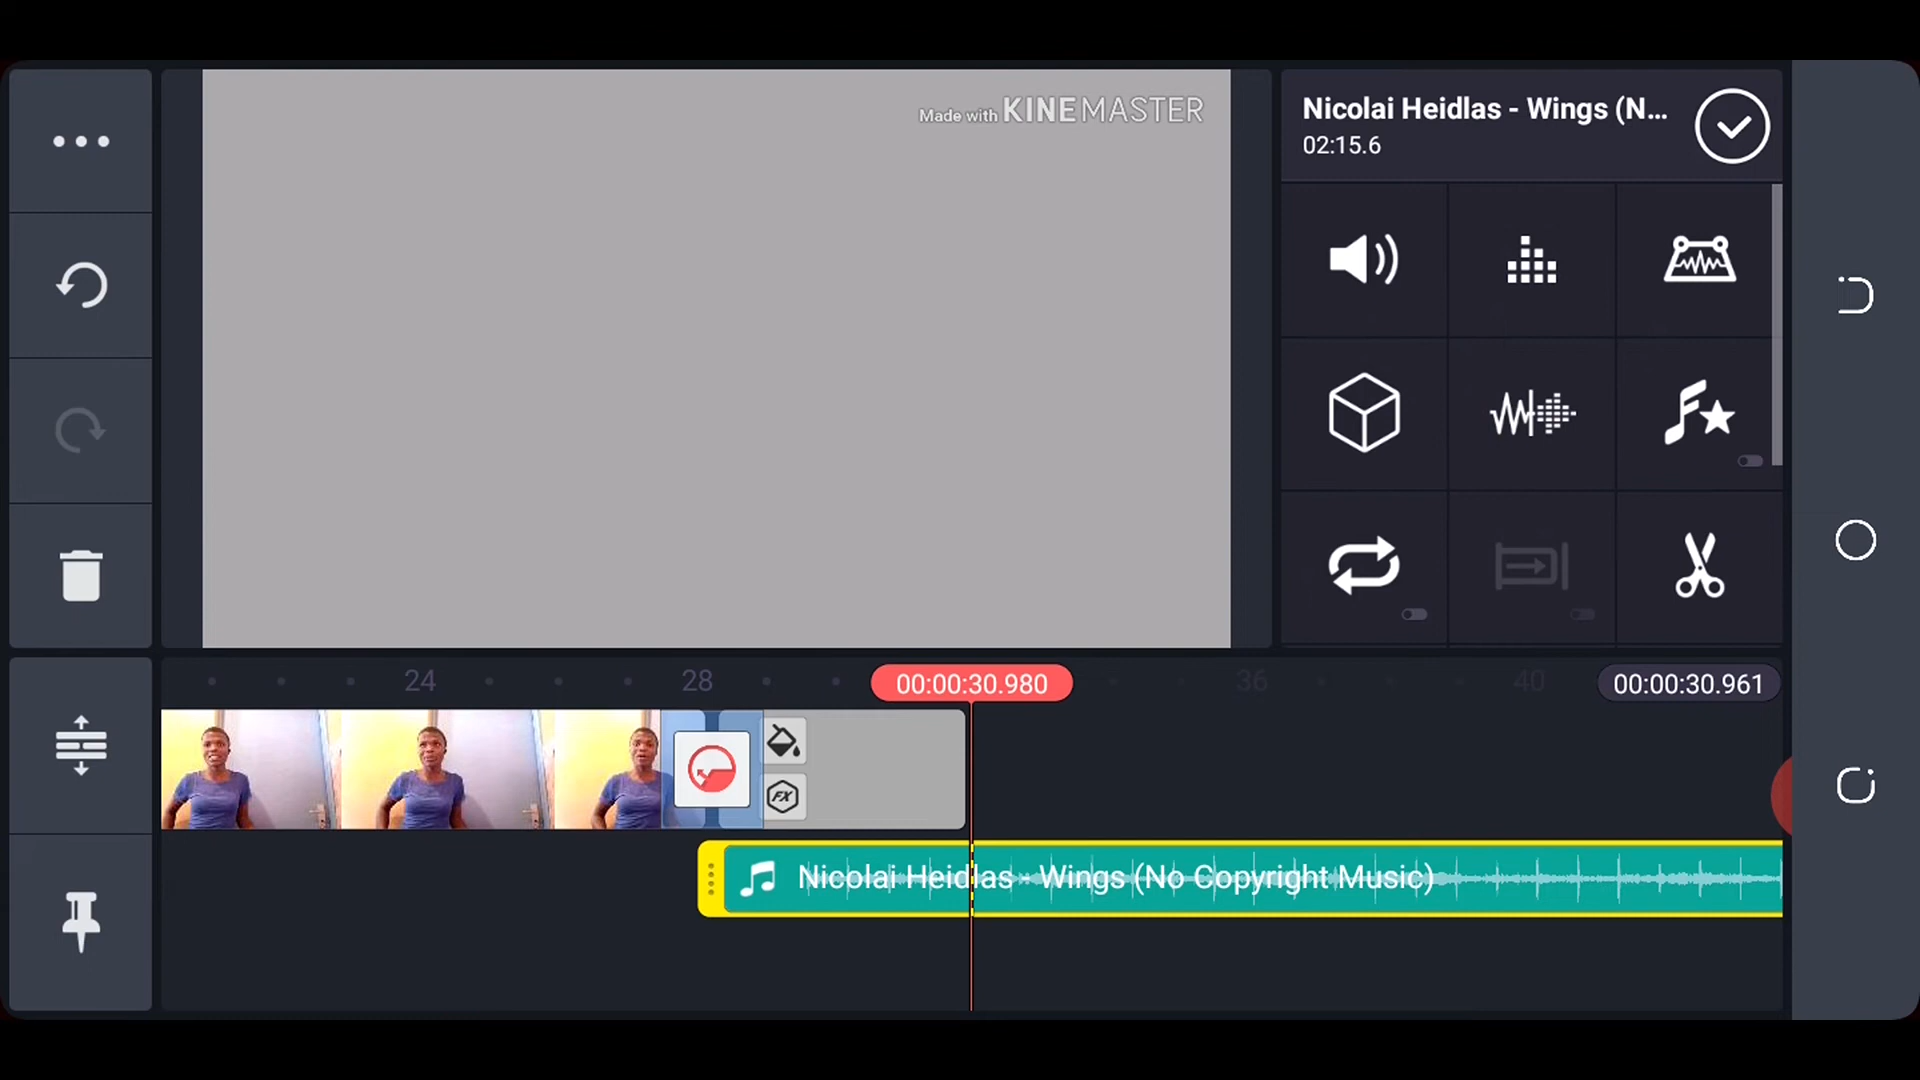 Made with KINEMASTER
Nicolai Heidlas - Wings (N...
02:15.6
24
28
00:00:30.980
36
40
00:00:30.961
FX
Nicolai Heidlas - Wings (No Copyright Music)